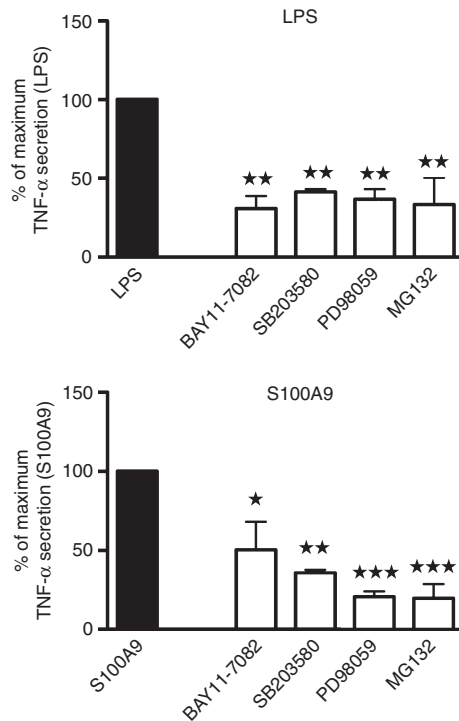 LPS
% of maximum
TNF-α secretion (LPS)
150
100
50
0
★★
★★
★★
★★
LPS
BAY11-7082
SB203580
PD98059
MG132
S100A9
% of maximum
TNF-α secretion (S100A9)
150
100
50
0
★
★★
★★★
★★★
S100A9
BAY11-7082
SB203580
PD98059
MG132